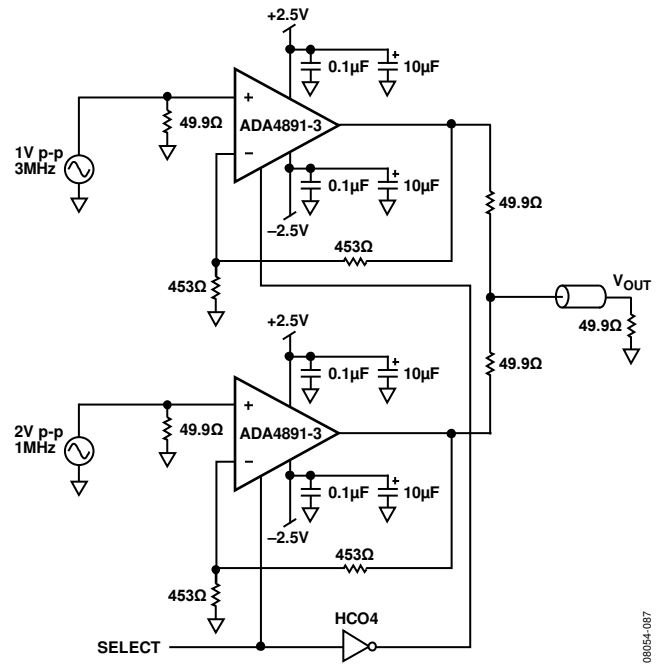 +2.5V
0.1µF
10µF
+
+
ADA4891-3
−
49.9Ω
1V p-p
3MHz
0.1µF
10µF
+
−2.5V
49.9Ω
453Ω
453Ω
VOUT
49.9Ω
+2.5V
0.1µF
10µF
+
49.9Ω
+
ADA4891-3
−
49.9Ω
2V p-p
1MHz
0.1µF
10µF
+
−2.5V
453Ω
453Ω
HCO4
SELECT
08054-087